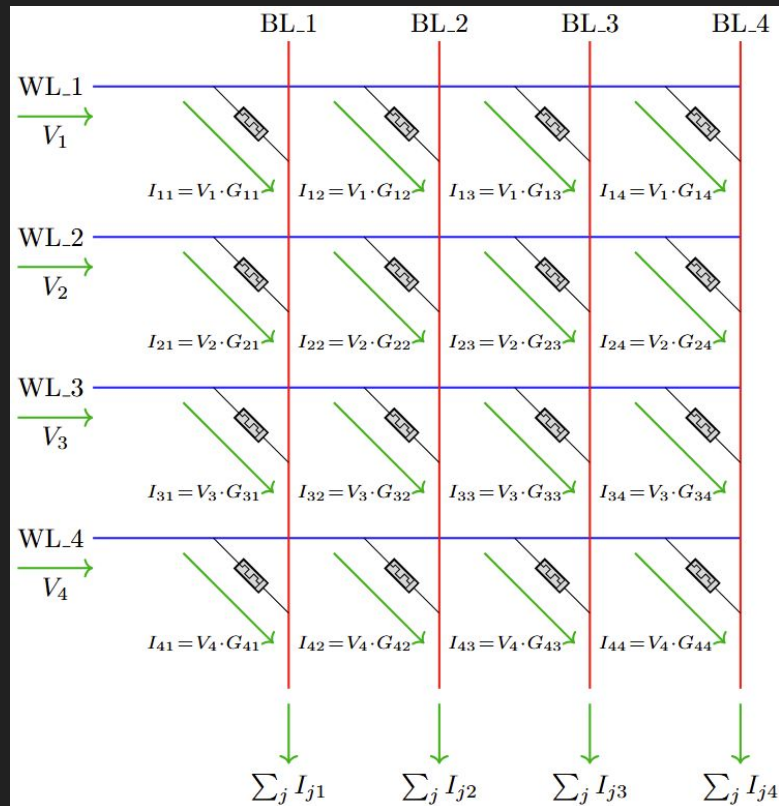 BL_1 BL_2 BL_3 BL_4
WL_1
V₁
I₁₁=V₁·G₁₁ I₁₂=V₁·G₁₂ I₁₃=V₁·G₁₃ I₁₄=V₁·G₁₄
WL_2
V₂
I₂₁=V₂·G₂₁ I₂₂=V₂·G₂₂ I₂₃=V₂·G₂₃ I₂₄=V₂·G₂₄
WL_3
V₃
I₃₁=V₃·G₃₁ I₃₂=V₃·G₃₂ I₃₃=V₃·G₃₃ I₃₄=V₃·G₃₄
WL_4
V₄
I₄₁=V₄·G₄₁ I₄₂=V₄·G₄₂ I₄₃=V₄·G₄₃ I₄₄=V₄·G₄₄
∑ⱼ Iⱼ₁ ∑ⱼ Iⱼ₂ ∑ⱼ Iⱼ₃ ∑ⱼ Iⱼ₄